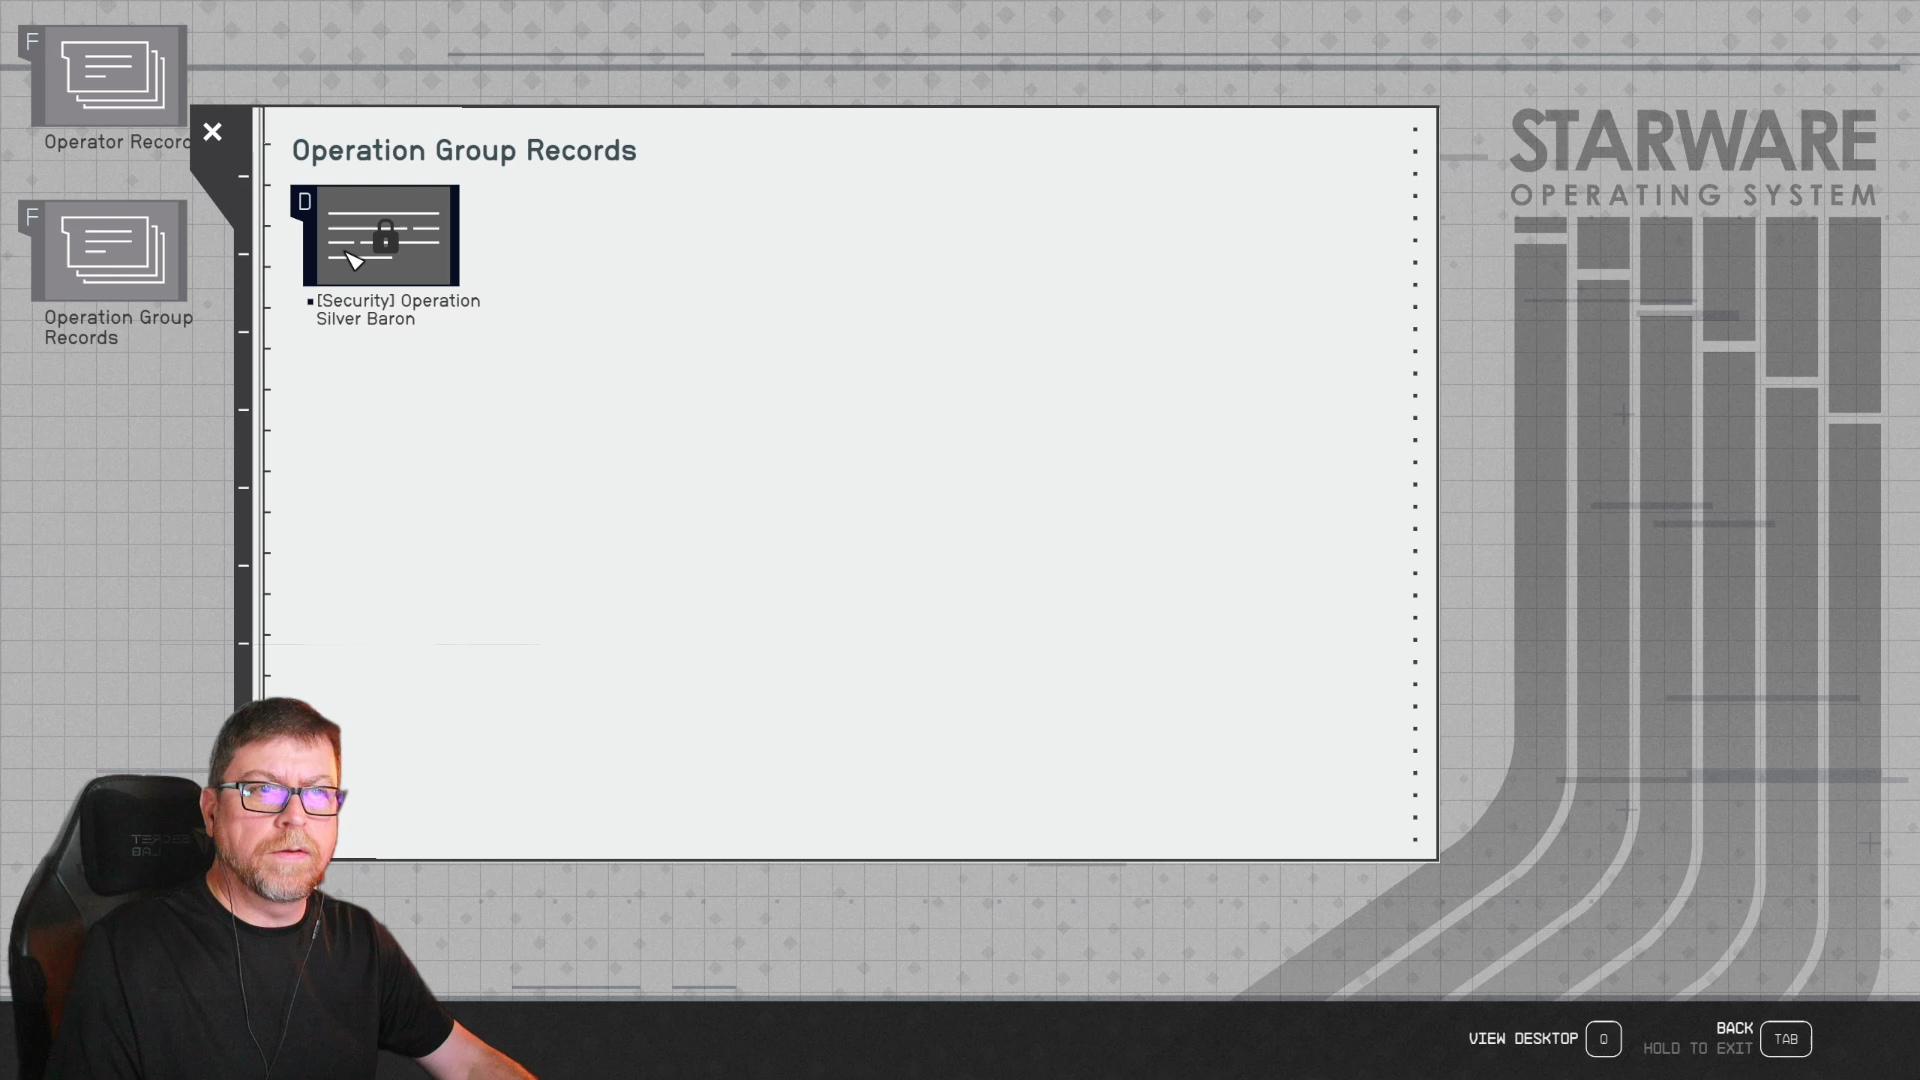 F
Operator Recorc
F
Operation Group
Records
Operation Group Records
D
[Security] Operation
Silver Baron
STARWARE
OPERATING SYSTEM
VIEW DESKTOP Q
BACK
HOLD TO EXIT
TAB